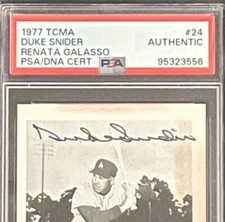 1977 TCMA #24
DUKE SNIDER AUTHENTIC
RENATA GALASSO
PSA/DNA CERT PSA 95323556